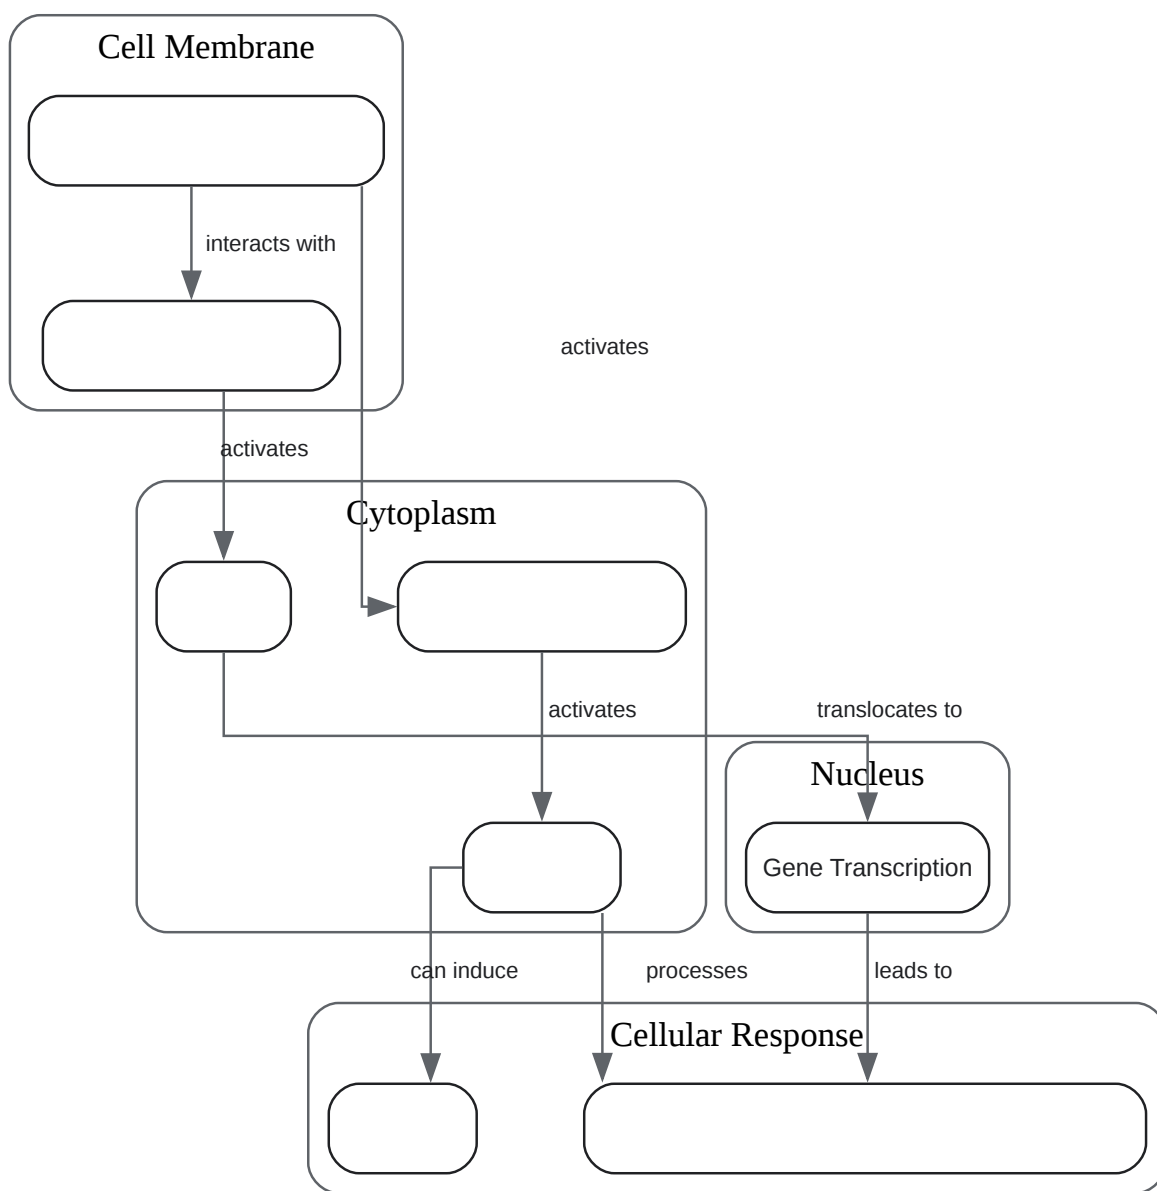 Cell Membrane
interacts with
activates
activates
Cytoplasm
activates
translocates to
Nucleus
Gene Transcription
can induce
processes
leads to
Cellular Response